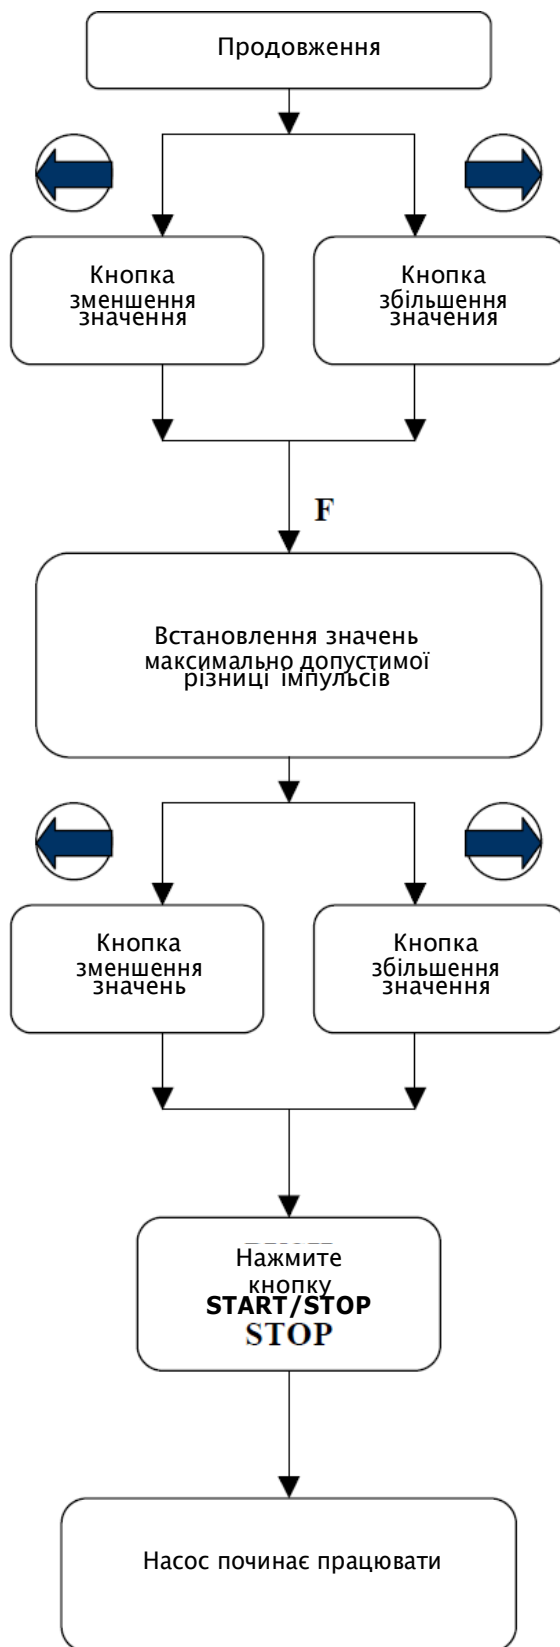 Продовження
Кнопка
зменшення
значення
Кнопка
збільшення
значения
F
Встановлення значень
максимально допустимої
різниці імпульсів
Кнопка
зменшення
значень
Кнопка
збільшення
значення
Нажмите
кнопку
START/STOP
STOP
Насос починає працювати